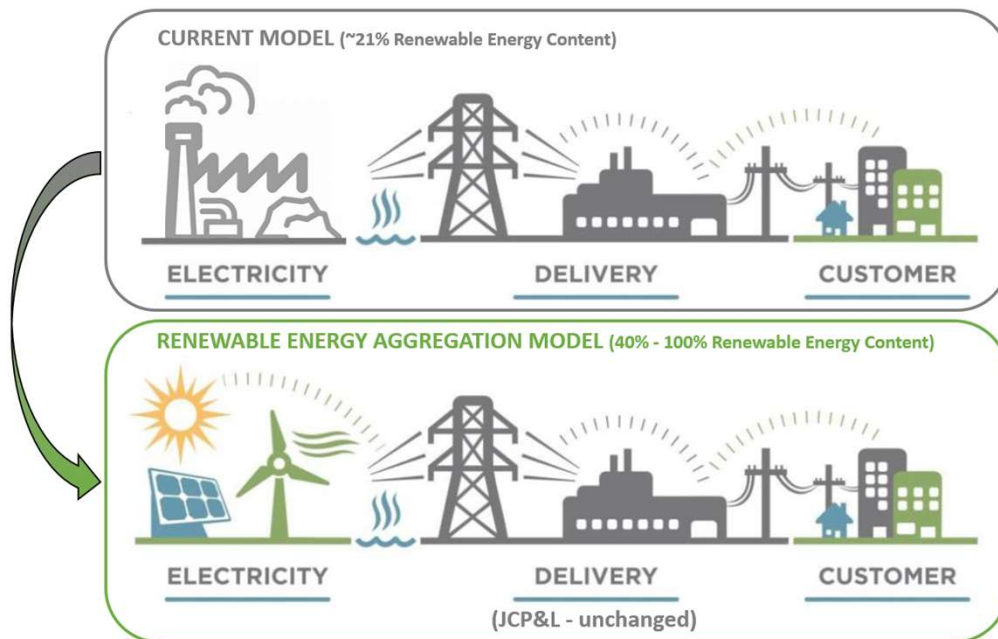 CURRENT MODEL (~21% Renewable Energy Content)
ELECTRICITY DELIVERY CUSTOMER
RENEWABLE ENERGY AGGREGATION MODEL (40% - 100% Renewable Energy Content)
ELECTRICITY DELIVERY CUSTOMER
(JCP&L - unchanged)